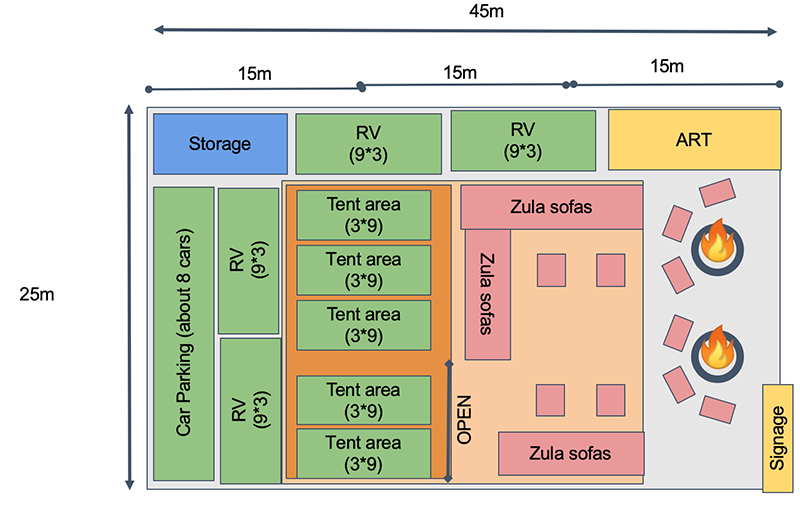 45m
15m
15m
15m
Storage
RV
(9*3)
RV
(9*3)
ART
25m
Car Parking (about 8 cars)
RV
(9*3)
RV
(9*3)
Tent area
(3*9)
Tent area
(3*9)
Tent area
(3*9)
Tent area
(3*9)
Tent area
(3*9)
OPEN
Zula sofas
Zula sofas
Zula sofas
Signage